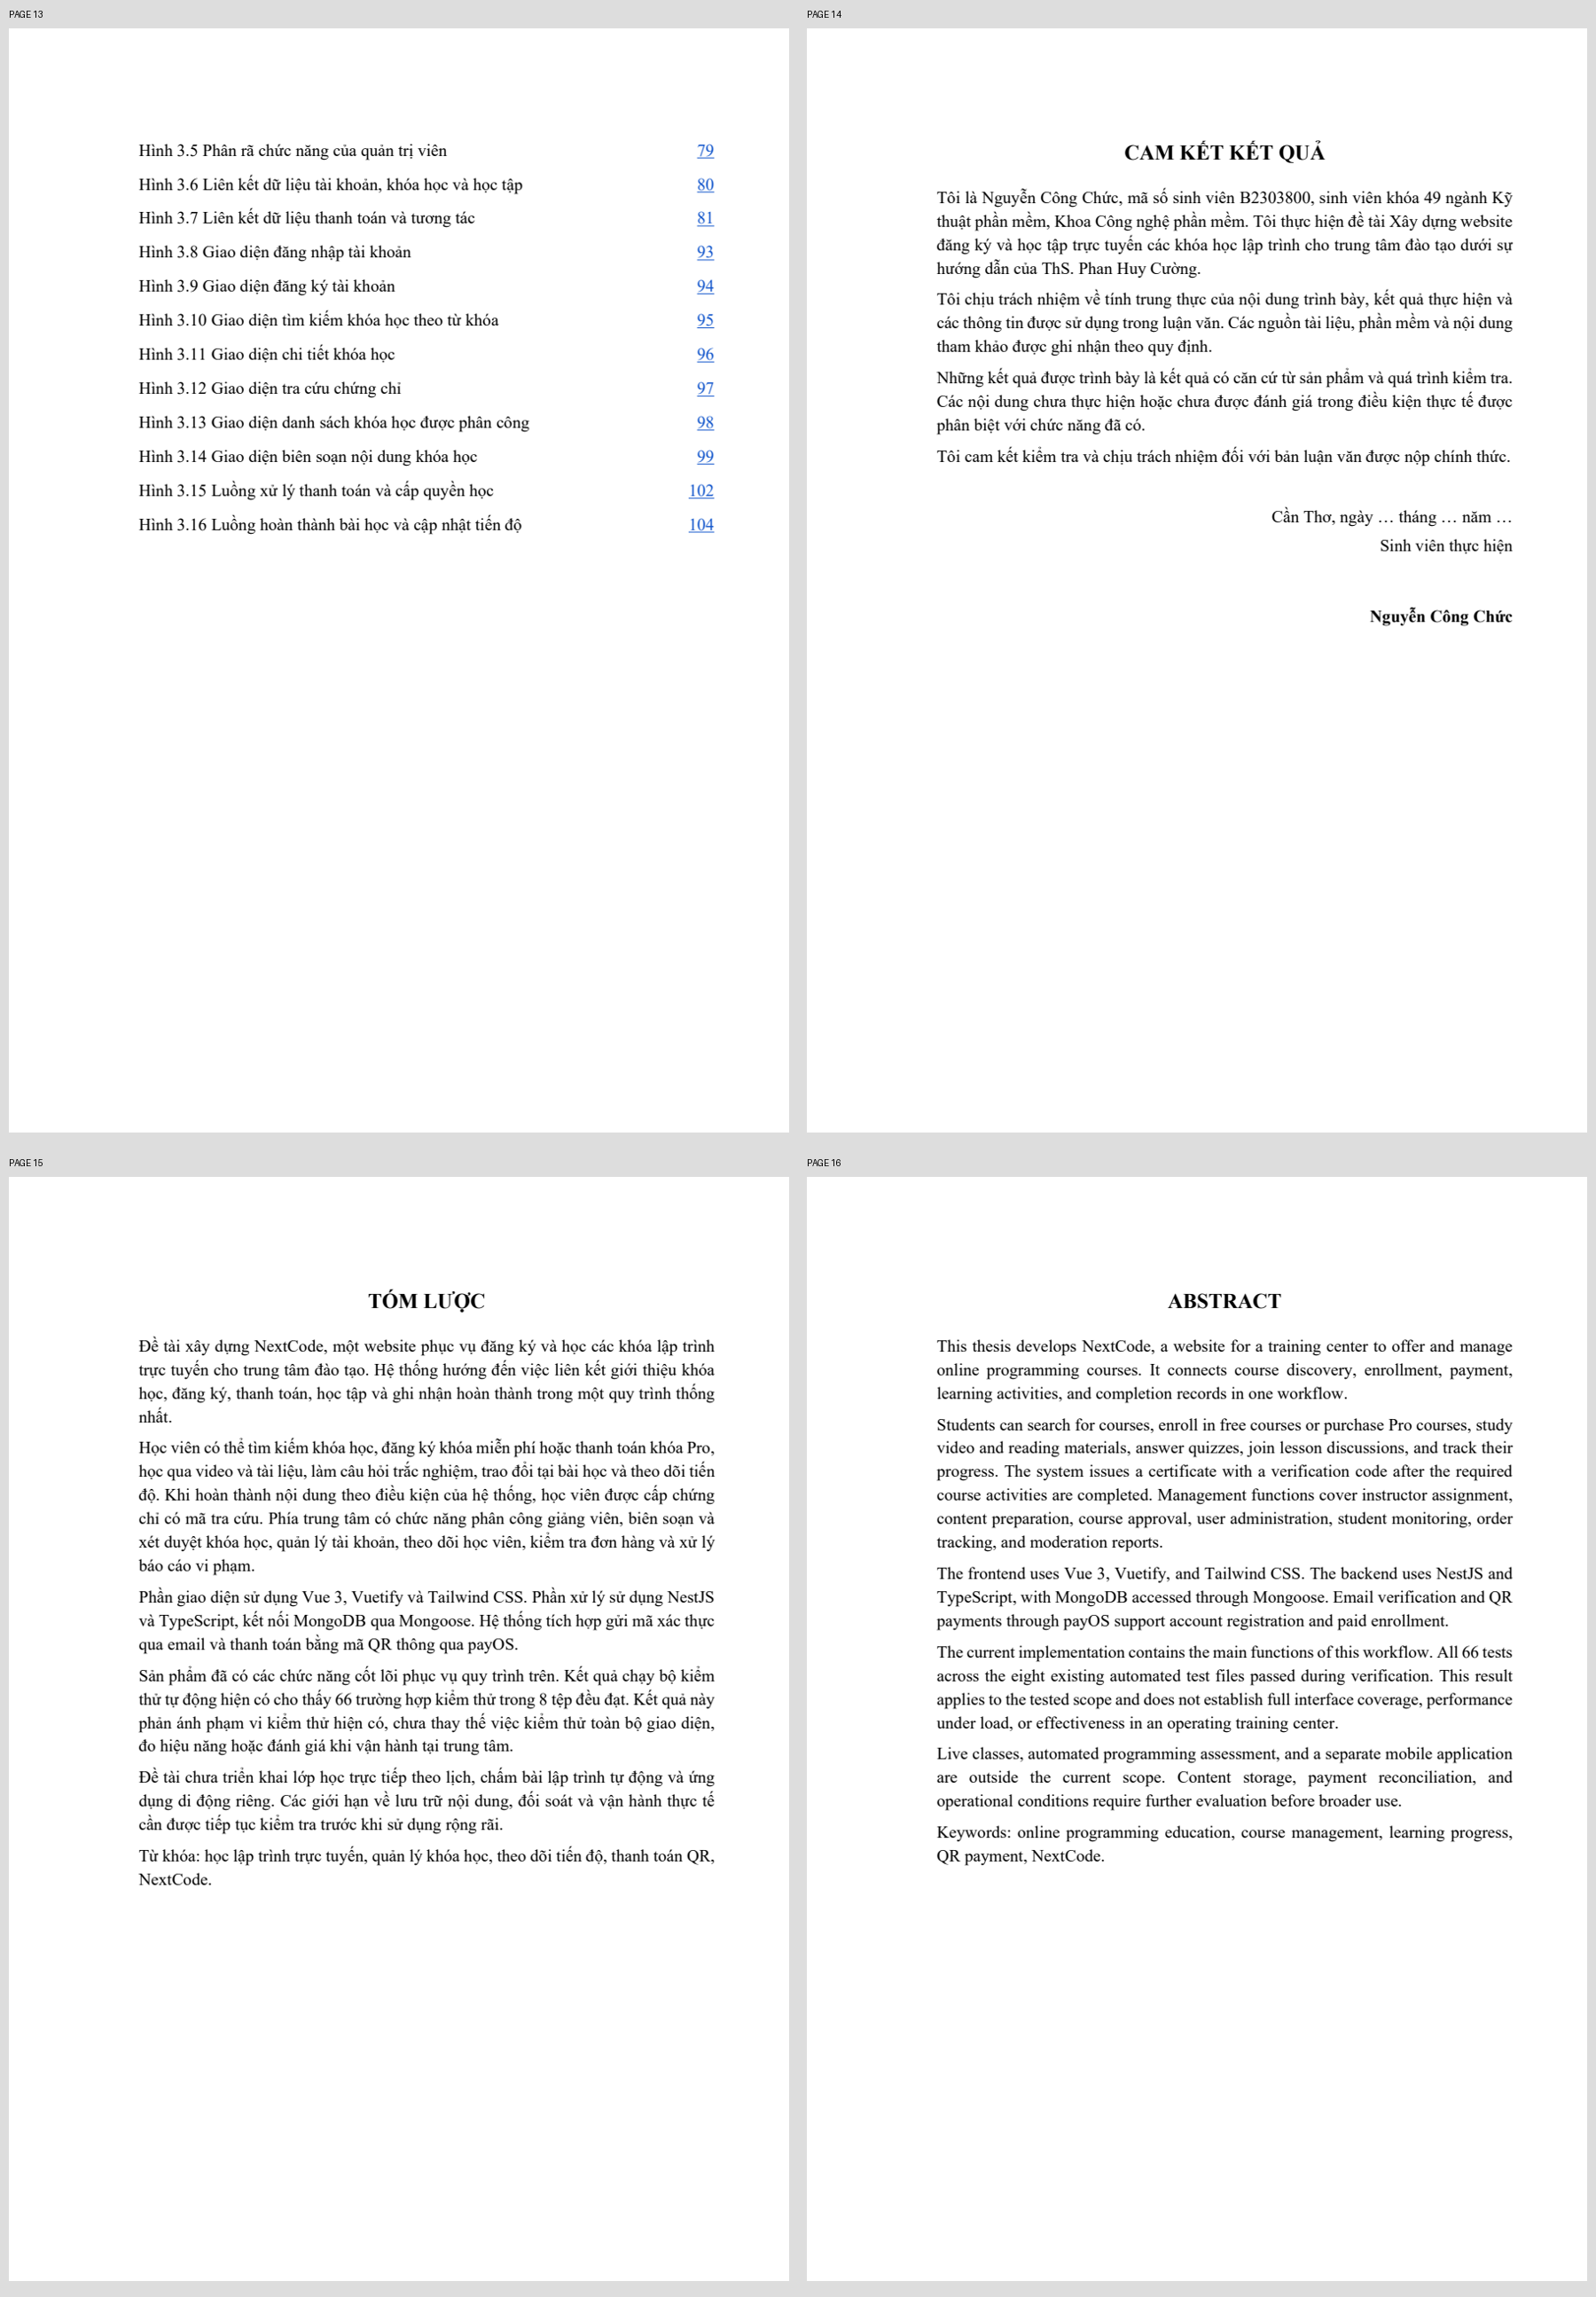 PAGE 13
Hình 3.5 Phân rã chức năng của quản trị viên 79
Hình 3.6 Liên kết dữ liệu tài khoản, khóa học và học tập 80
Hình 3.7 Liên kết dữ liệu thanh toán và tương tác 81
Hình 3.8 Giao diện đăng nhập tài khoản 93
Hình 3.9 Giao diện đăng ký tài khoản 94
Hình 3.10 Giao diện tìm kiếm khóa học theo từ khóa 95
Hình 3.11 Giao diện chi tiết khóa học 96
Hình 3.12 Giao diện tra cứu chứng chỉ 97
Hình 3.13 Giao diện danh sách khóa học được phân công 98
Hình 3.14 Giao diện biên soạn nội dung khóa học 99
Hình 3.15 Luồng xử lý thanh toán và cấp quyền học 102
Hình 3.16 Luồng hoàn thành bài học và cập nhật tiến độ 104
PAGE 14
CAM KẾT KẾT QUẢ
Tôi là Nguyễn Công Chức, mã số sinh viên B2303800, sinh viên khóa 49 ngành Kỹ
thuật phần mềm, Khoa Công nghệ phần mềm. Tôi thực hiện đề tài Xây dựng website
đăng ký và học tập trực tuyến các khóa học lập trình cho trung tâm đào tạo dưới sự
hướng dẫn của ThS. Phan Huy Cường.
Tôi chịu trách nhiệm về tính trung thực của nội dung trình bày, kết quả thực hiện và
các thông tin được sử dụng trong luận văn. Các nguồn tài liệu, phần mềm và nội dung
tham khảo được ghi nhận theo quy định.
Những kết quả được trình bày là kết quả có căn cứ từ sản phẩm và quá trình kiểm tra.
Các nội dung chưa thực hiện hoặc chưa được đánh giá trong điều kiện thực tế được
phân biệt với chức năng đã có.
Tôi cam kết kiểm tra và chịu trách nhiệm đối với bản luận văn được nộp chính thức.
Cần Thơ, ngày … tháng … năm …
Sinh viên thực hiện
Nguyễn Công Chức
PAGE 15
TÓM LƯỢC
Đề tài xây dựng NextCode, một website phục vụ đăng ký và học các khóa lập trình
trực tuyến cho trung tâm đào tạo. Hệ thống hướng đến việc liên kết giới thiệu khóa
học, đăng ký, thanh toán, học tập và ghi nhận hoàn thành trong một quy trình thống
nhất.
Học viên có thể tìm kiếm khóa học, đăng ký khóa miễn phí hoặc thanh toán khóa Pro,
học qua video và tài liệu, làm câu hỏi trắc nghiệm, trao đổi tại bài học và theo dõi tiến
độ. Khi hoàn thành nội dung theo điều kiện của hệ thống, học viên được cấp chứng
chỉ có mã tra cứu. Phía trung tâm có chức năng phân công giảng viên, biên soạn và
xét duyệt khóa học, quản lý tài khoản, theo dõi học viên, kiểm tra đơn hàng và xử lý
báo cáo vi phạm.
Phần giao diện sử dụng Vue 3, Vuetify và Tailwind CSS. Phần xử lý sử dụng NestJS
và TypeScript, kết nối MongoDB qua Mongoose. Hệ thống tích hợp gửi mã xác thực
qua email và thanh toán bằng mã QR thông qua payOS.
Sản phẩm đã có các chức năng cốt lõi phục vụ quy trình trên. Kết quả chạy bộ kiểm
thử tự động hiện có cho thấy 66 trường hợp kiểm thử trong 8 tệp đều đạt. Kết quả này
phản ánh phạm vi kiểm thử hiện có, chưa thay thế việc kiểm thử toàn bộ giao diện,
đo hiệu năng hoặc đánh giá khi vận hành tại trung tâm.
Đề tài chưa triển khai lớp học trực tiếp theo lịch, chấm bài lập trình tự động và ứng
dụng di động riêng. Các giới hạn về lưu trữ nội dung, đối soát và vận hành thực tế
cần được tiếp tục kiểm tra trước khi sử dụng rộng rãi.
Từ khóa: học lập trình trực tuyến, quản lý khóa học, theo dõi tiến độ, thanh toán QR,
NextCode.
PAGE 16
ABSTRACT
This thesis develops NextCode, a website for a training center to offer and manage
online programming courses. It connects course discovery, enrollment, payment,
learning activities, and completion records in one workflow.
Students can search for courses, enroll in free courses or purchase Pro courses, study
video and reading materials, answer quizzes, join lesson discussions, and track their
progress. The system issues a certificate with a verification code after the required
course activities are completed. Management functions cover instructor assignment,
content preparation, course approval, user administration, student monitoring, order
tracking, and moderation reports.
The frontend uses Vue 3, Vuetify, and Tailwind CSS. The backend uses NestJS and
TypeScript, with MongoDB accessed through Mongoose. Email verification and QR
payments through payOS support account registration and paid enrollment.
The current implementation contains the main functions of this workflow. All 66 tests
across the eight existing automated test files passed during verification. This result
applies to the tested scope and does not establish full interface coverage, performance
under load, or effectiveness in an operating training center.
Live classes, automated programming assessment, and a separate mobile application
are outside the current scope. Content storage, payment reconciliation, and
operational conditions require further evaluation before broader use.
Keywords: online programming education, course management, learning progress,
QR payment, NextCode.